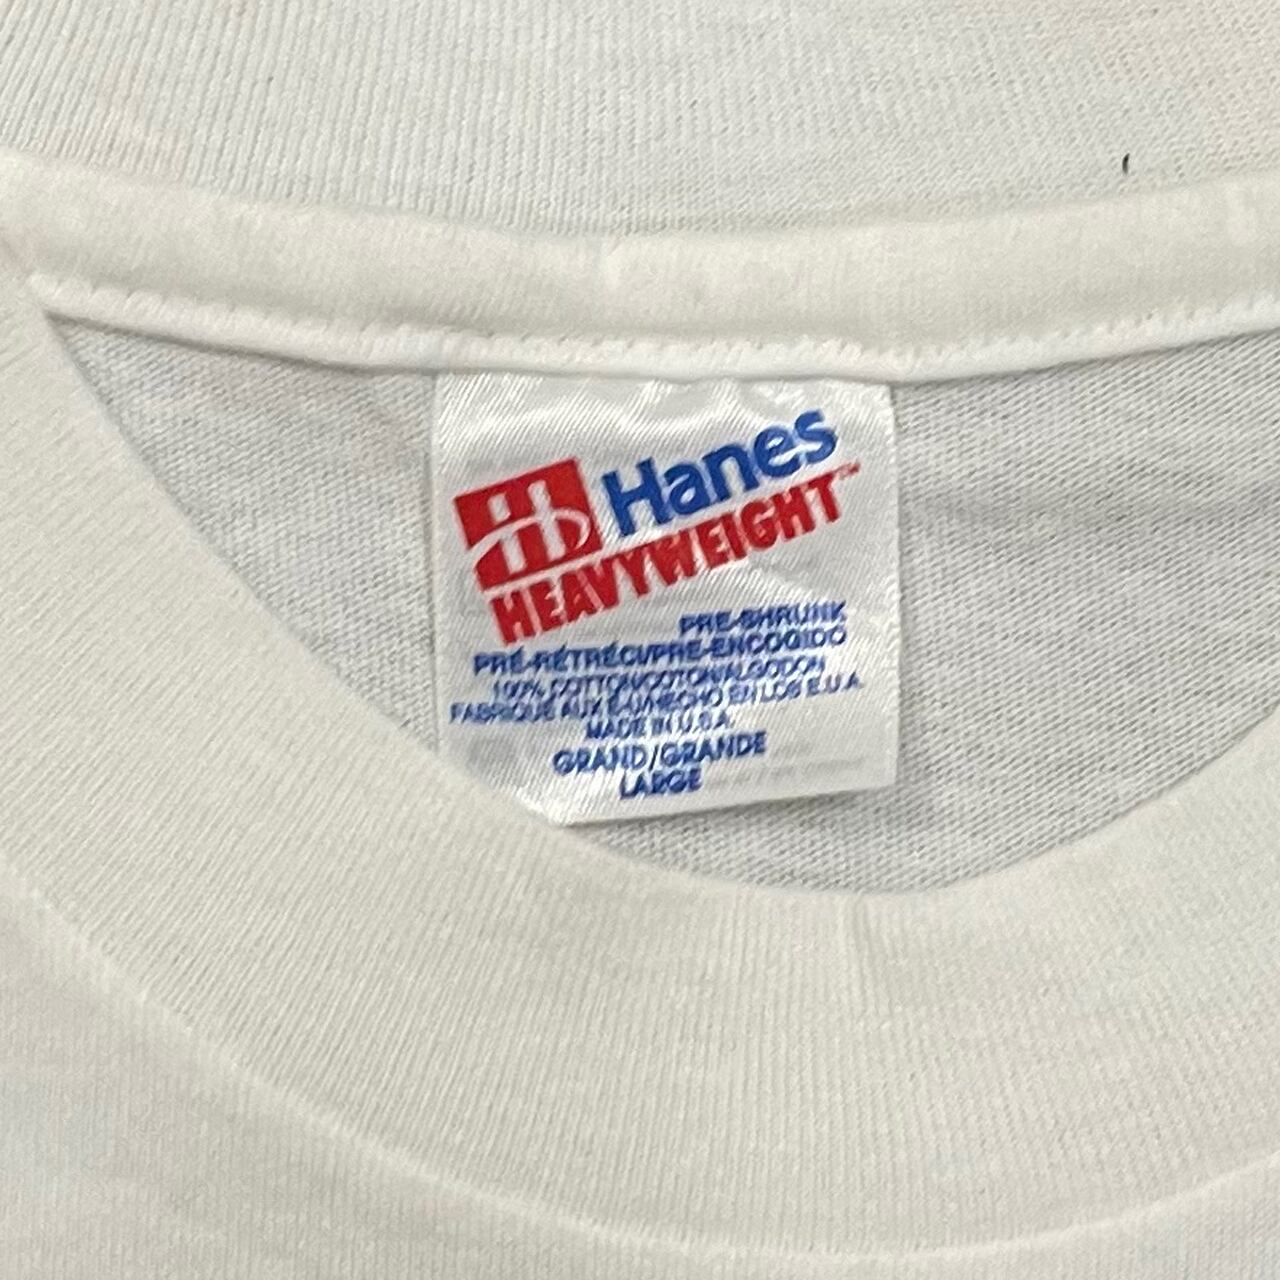 Hanes
HEAVYWEIGHT™
PRE-SHRUNK
PRÉ-RÉTRÉCI/PRE-ENCOGIDO
100% COTTON/COTON/ALGODON
FABRIQUÉ AUX É-U/HECHO EN LOS E.U.A.
MADE IN U.S.A.
GRAND/GRANDE
LARGE